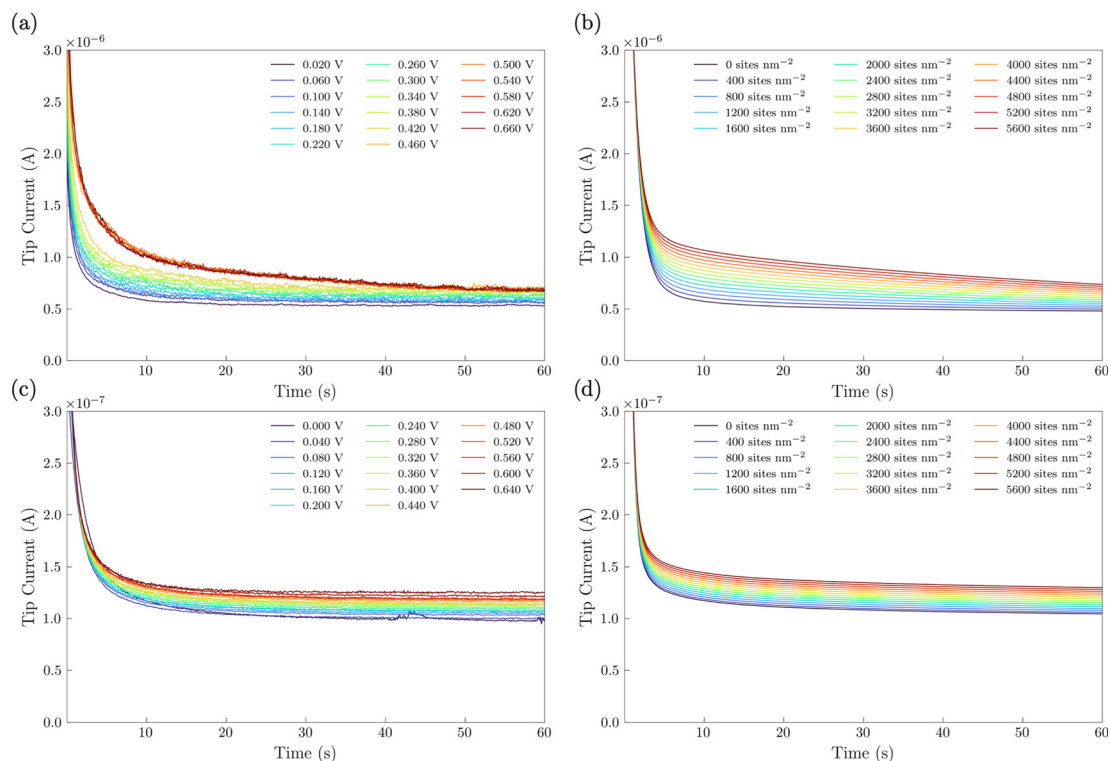 (a)
×10⁻⁶
3.0
2.5
2.0
1.5
1.0
0.5
0.0
Tip Current (A)
10 20 30 40 50 60
Time (s)
0.020 V 0.260 V 0.500 V
0.060 V 0.300 V 0.540 V
0.100 V 0.340 V 0.580 V
0.140 V 0.380 V 0.620 V
0.180 V 0.420 V 0.660 V
0.220 V 0.460 V
(b)
×10⁻⁶
3.0
2.5
2.0
1.5
1.0
0.5
0.0
Tip Current (A)
10 20 30 40 50 60
Time (s)
0 sites nm⁻² 2000 sites nm⁻² 4000 sites nm⁻²
400 sites nm⁻² 2400 sites nm⁻² 4400 sites nm⁻²
800 sites nm⁻² 2800 sites nm⁻² 4800 sites nm⁻²
1200 sites nm⁻² 3200 sites nm⁻² 5200 sites nm⁻²
1600 sites nm⁻² 3600 sites nm⁻² 5600 sites nm⁻²
(c)
×10⁻⁷
3.0
2.5
2.0
1.5
1.0
0.5
0.0
Tip Current (A)
10 20 30 40 50 60
Time (s)
0.000 V 0.240 V 0.480 V
0.040 V 0.280 V 0.520 V
0.080 V 0.320 V 0.560 V
0.120 V 0.360 V 0.600 V
0.160 V 0.400 V 0.640 V
0.200 V 0.440 V
(d)
×10⁻⁷
3.0
2.5
2.0
1.5
1.0
0.5
0.0
Tip Current (A)
10 20 30 40 50 60
Time (s)
0 sites nm⁻² 2000 sites nm⁻² 4000 sites nm⁻²
400 sites nm⁻² 2400 sites nm⁻² 4400 sites nm⁻²
800 sites nm⁻² 2800 sites nm⁻² 4800 sites nm⁻²
1200 sites nm⁻² 3200 sites nm⁻² 5200 sites nm⁻²
1600 sites nm⁻² 3600 sites nm⁻² 5600 sites nm⁻²